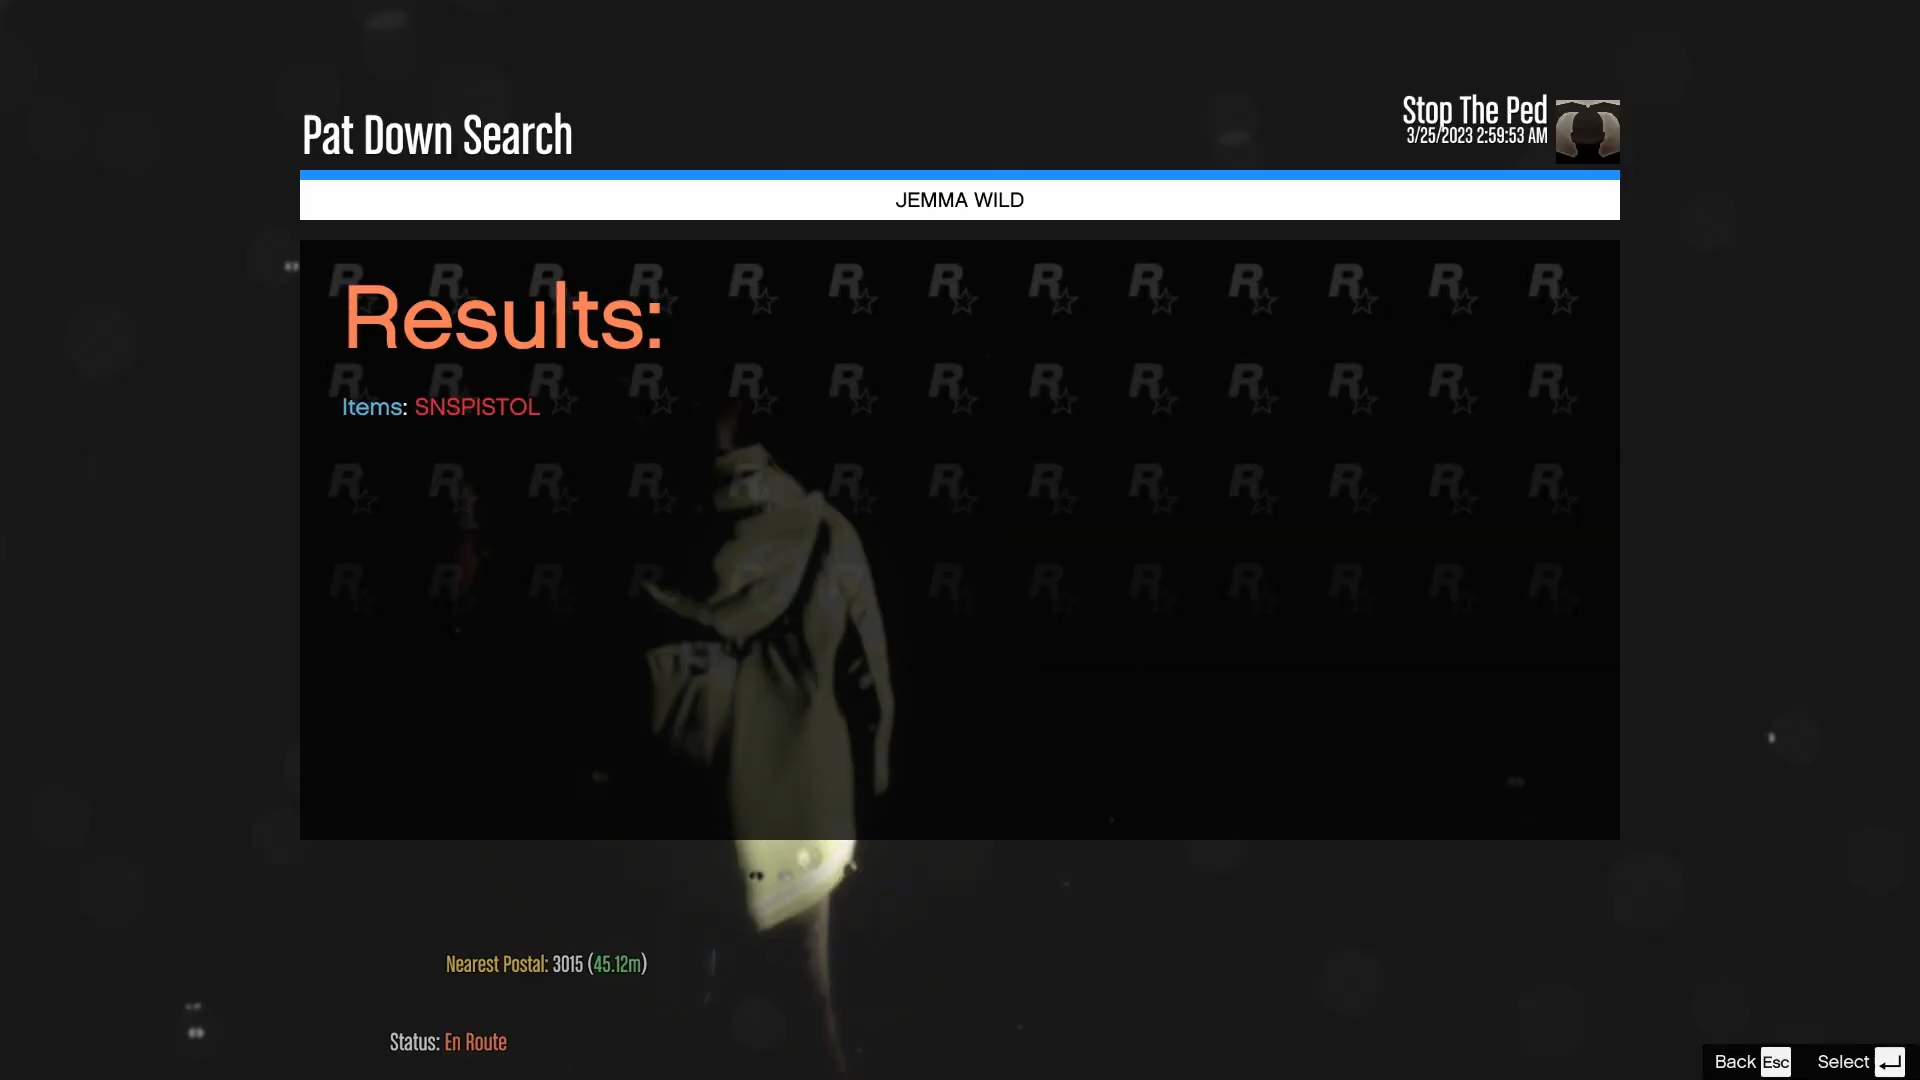 Pat Down Search
Stop The Ped
3/25/2023 2:59:53 AM
JEMMA WILD
Results:
Items: SNSPISTOL
Nearest Postal: 3015 (45.12m)
Status: En Route
Back Esc Select